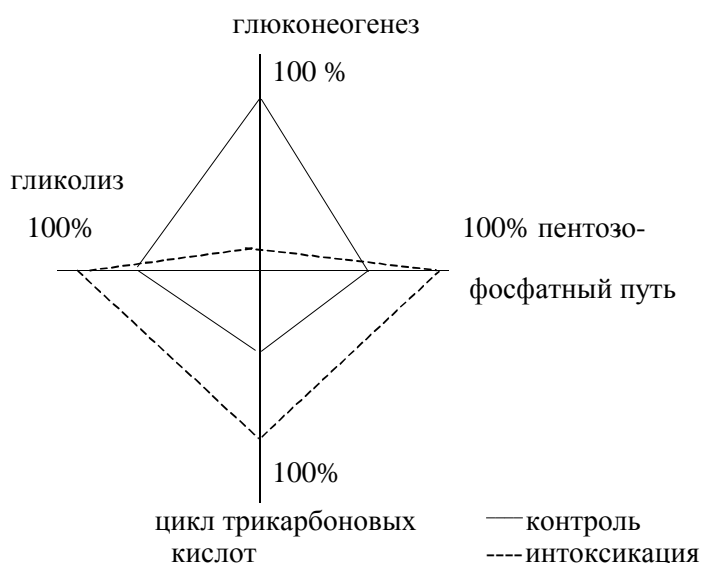 глюконеогенез
100 %
гликолиз
100%
100% пентозо-
фосфатный путь
100%
цикл трикарбоновых
кислот
контроль
интоксикация